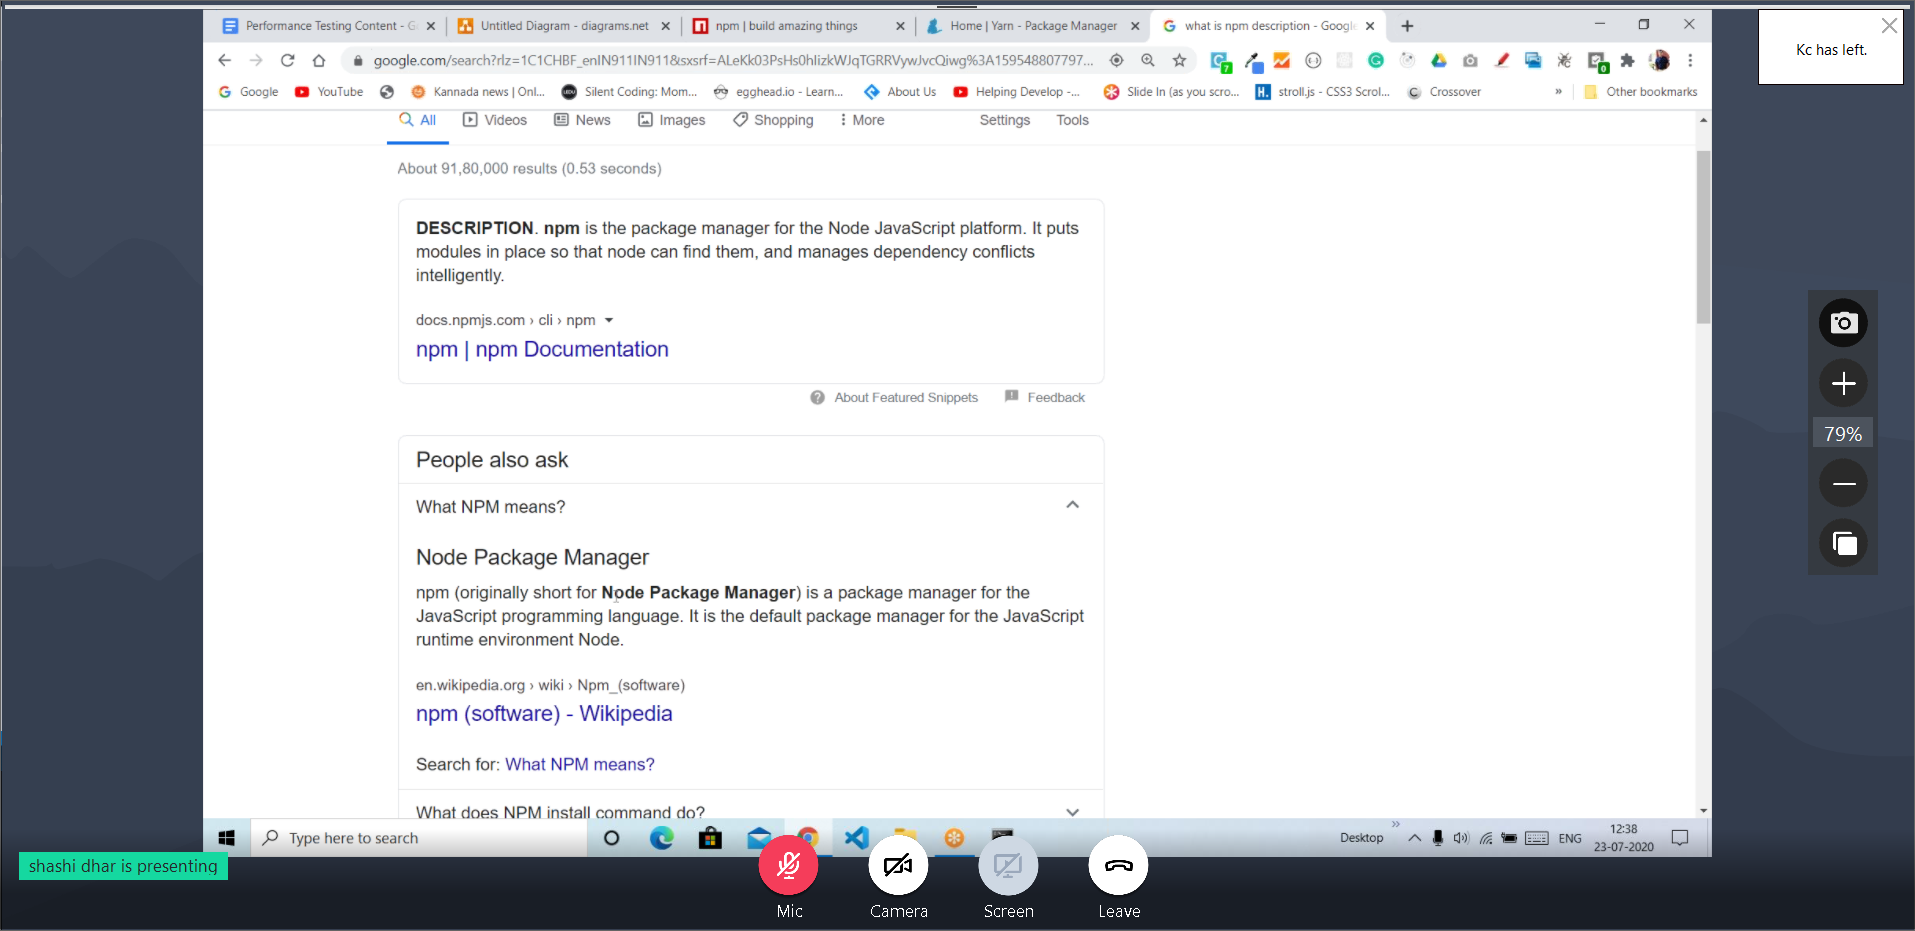 Performance Testing Content - G
Untitled Diagram - diagrams.net
npm | build amazing things
Home | Yarn - Package Manager
what is npm description - Google
Kc has left.
google.com/search?rlz=1C1CHBF_enIN911IN911&sxsrf=ALeKk03PsHs0hIizkWJqTGRRVywJvcQiwg%3A159548807797...
7
0
Google
YouTube
Kannada news | Onl...
Silent Coding: Mom...
egghead.io - Learn...
About Us
Helping Develop -...
Slide In (as you scro...
H. stroll.js - CSS3 Scrol...
Crossover
»
Other bookmarks
All
Videos
News
Images
Shopping
More
Settings
Tools
About 91,80,000 results (0.53 seconds)
DESCRIPTION. npm is the package manager for the Node JavaScript platform. It puts
modules in place so that node can find them, and manages dependency conflicts
intelligently.
docs.npmjs.com › cli › npm
npm | npm Documentation
About Featured Snippets
Feedback
People also ask
What NPM means?
Node Package Manager
npm (originally short for Node Package Manager) is a package manager for the
JavaScript programming language. It is the default package manager for the JavaScript
runtime environment Node.
en.wikipedia.org › wiki › Npm_(software)
npm (software) - Wikipedia
Search for: What NPM means?
What does NPM install command do?
79%
Type here to search
Desktop
»
ENG
12:38
23-07-2020
shashi dhar is presenting
Mic
Camera
Screen
Leave